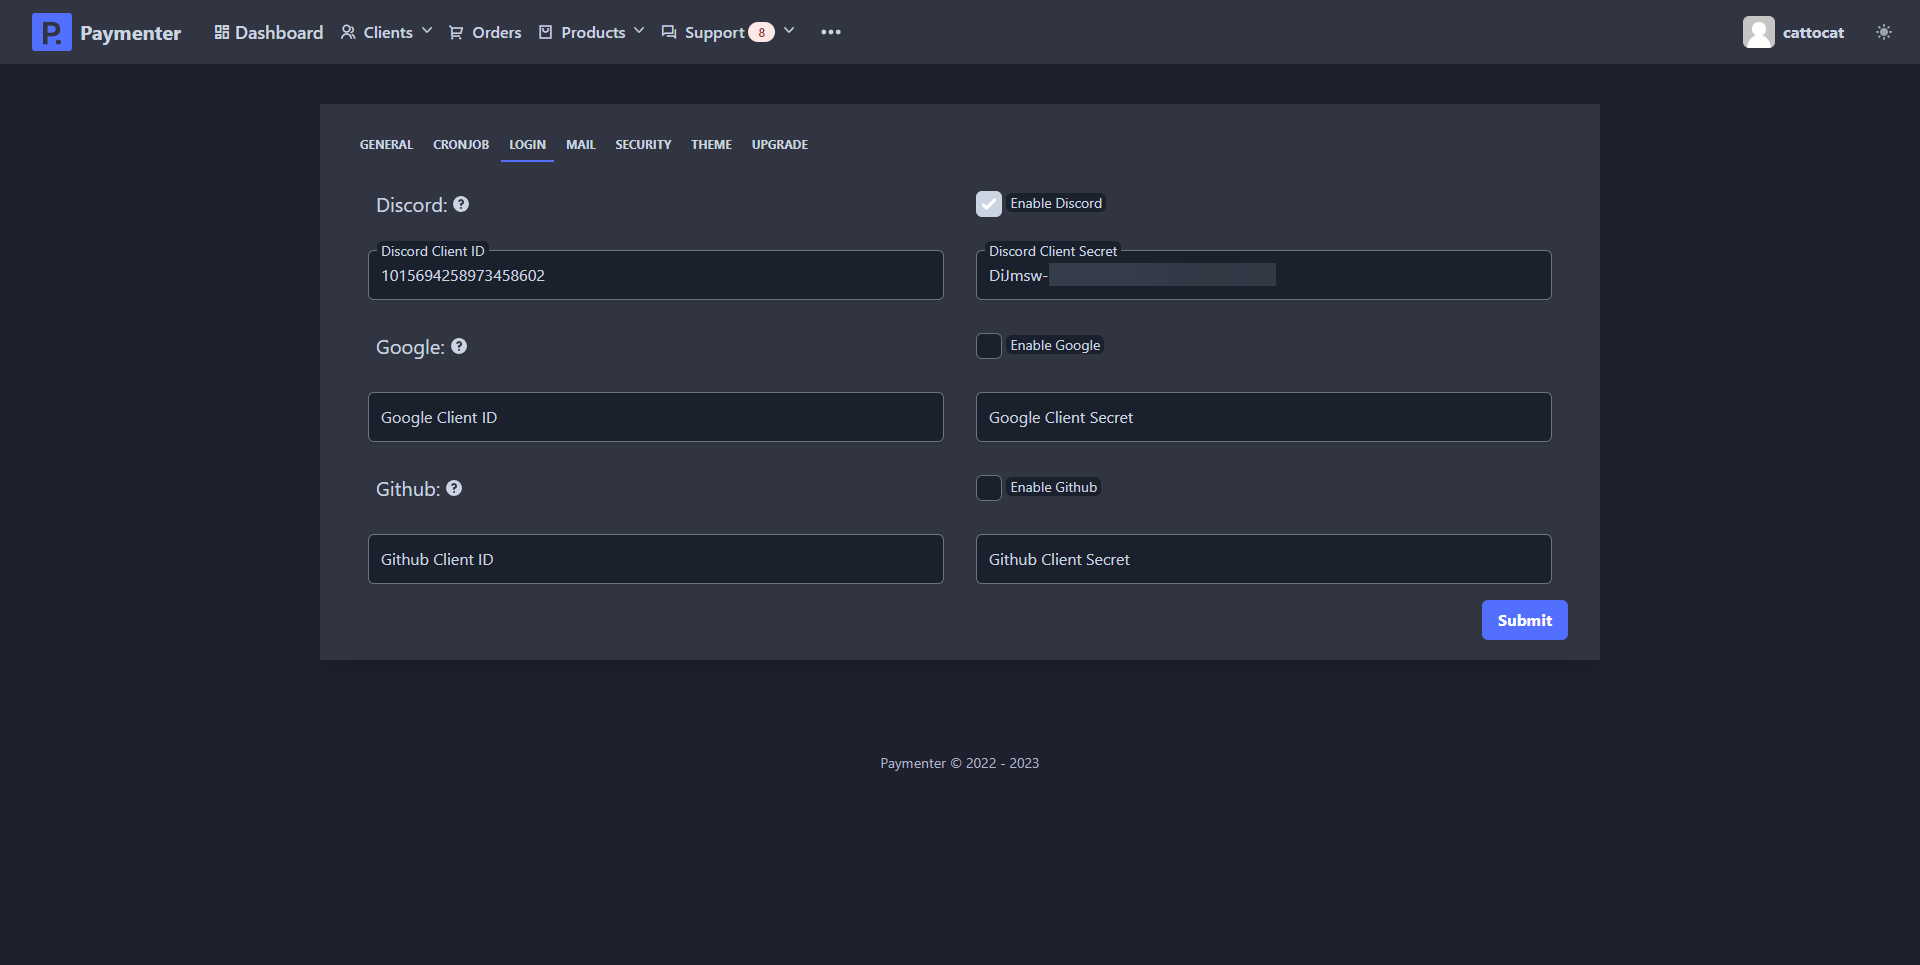 P. Paymenter Dashboard Clients Orders Products Support 8 ••• cattocat
GENERAL CRONJOB LOGIN MAIL SECURITY THEME UPGRADE
Discord: ? Enable Discord
Discord Client ID Discord Client Secret
1015694258973458602 DiJmsw-
Google: ? Enable Google
Google Client ID Google Client Secret
Github: ? Enable Github
Github Client ID Github Client Secret
Submit
Paymenter © 2022 - 2023